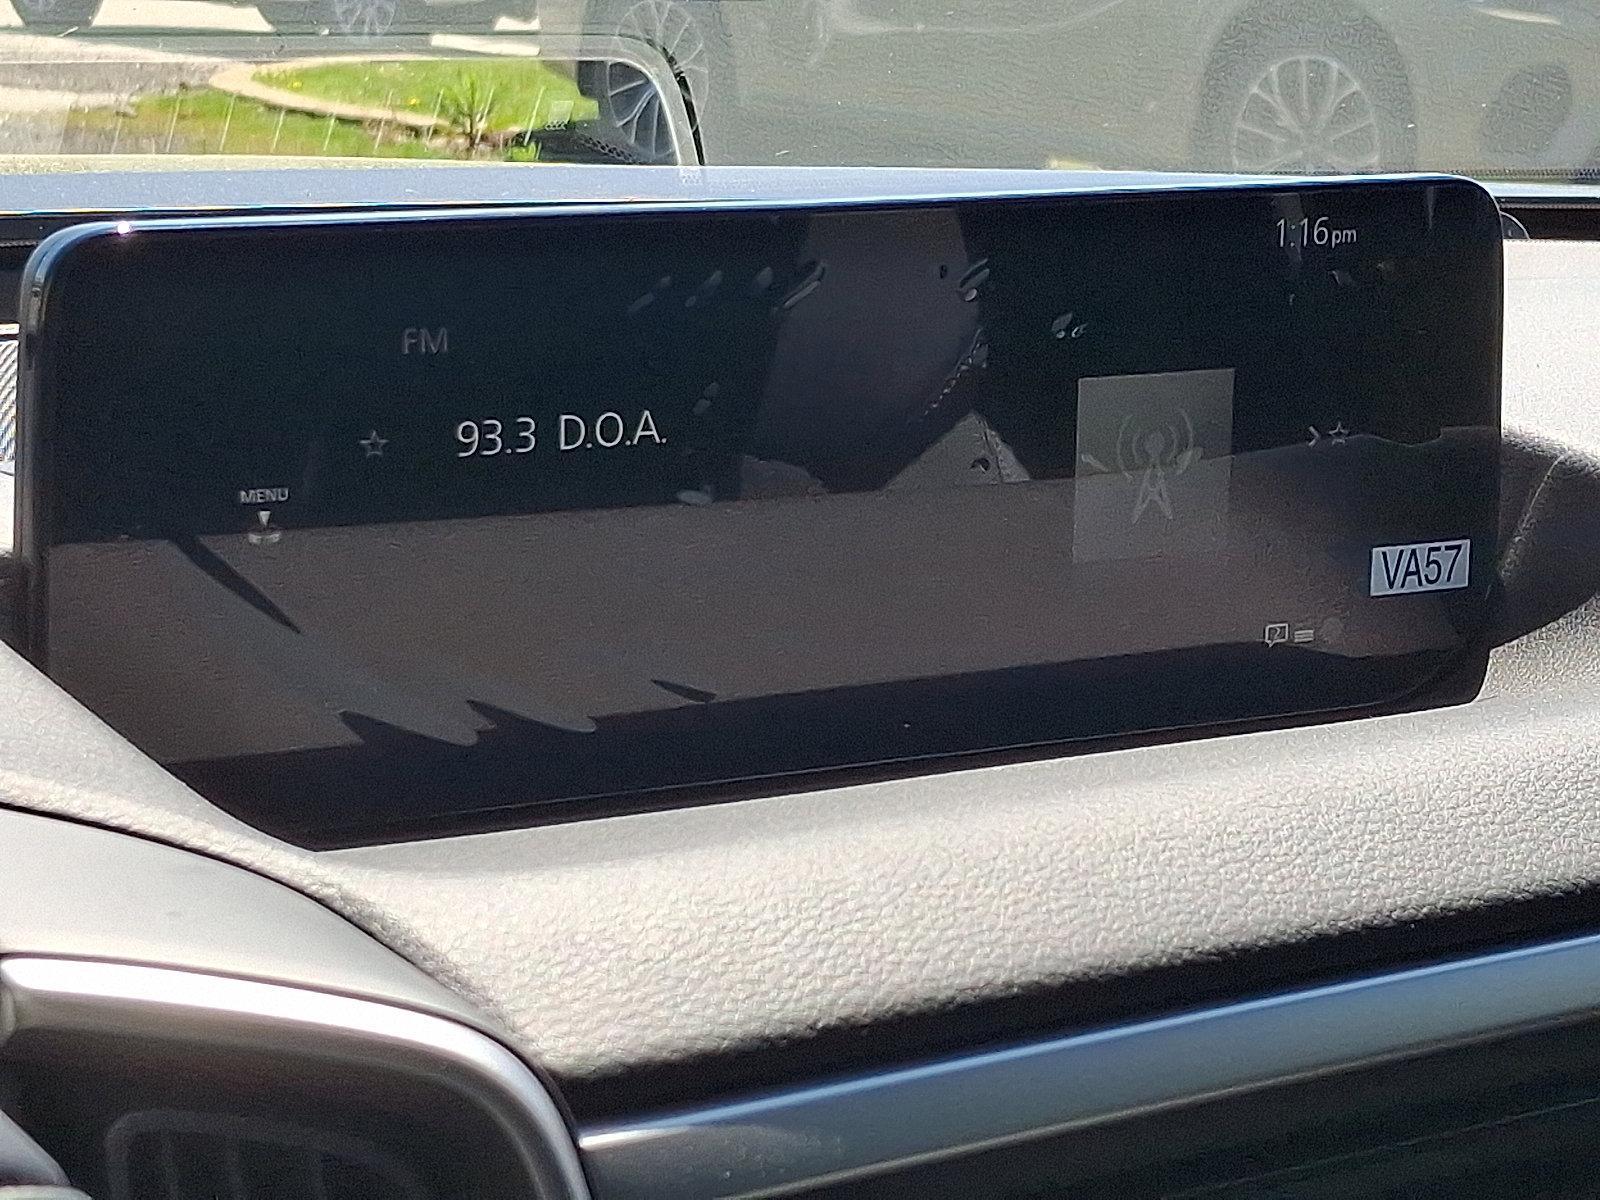 1:16pm
FM
93.3 D.O.A.
MENU
VA57